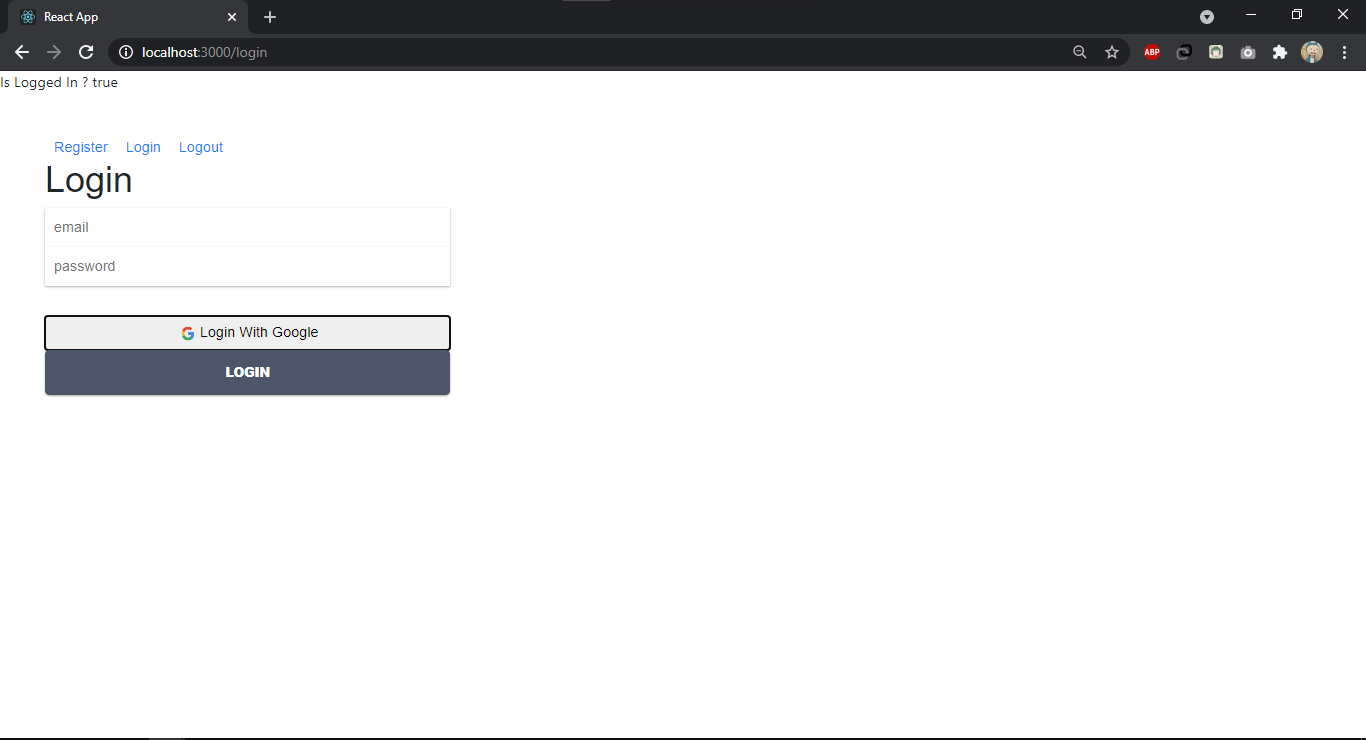 React App
localhost:3000/login
ABP
Is Logged In ? true
Register Login Logout
Login
email
password
Login With Google
LOGIN